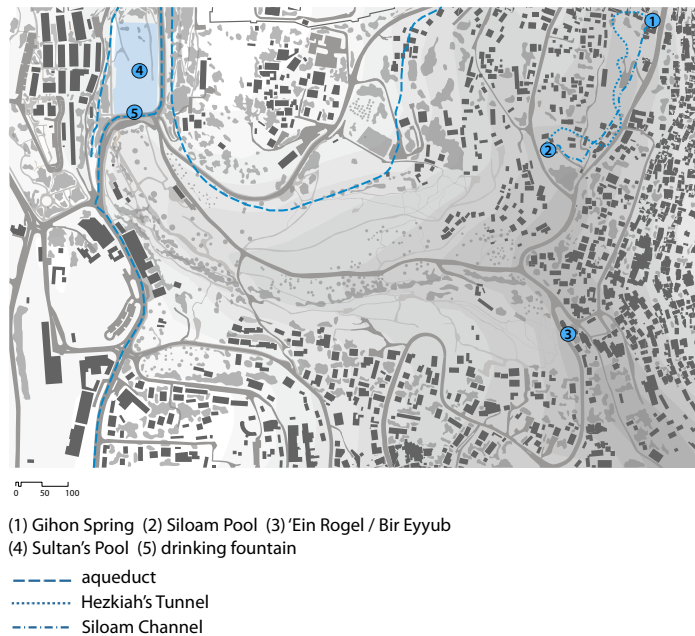 1
4
5
2
3
0 50 100
(1) Gihon Spring (2) Siloam Pool (3) 'Ein Rogel / Bir Eyyub
(4) Sultan's Pool (5) drinking fountain
aqueduct
Hezkiah's Tunnel
Siloam Channel